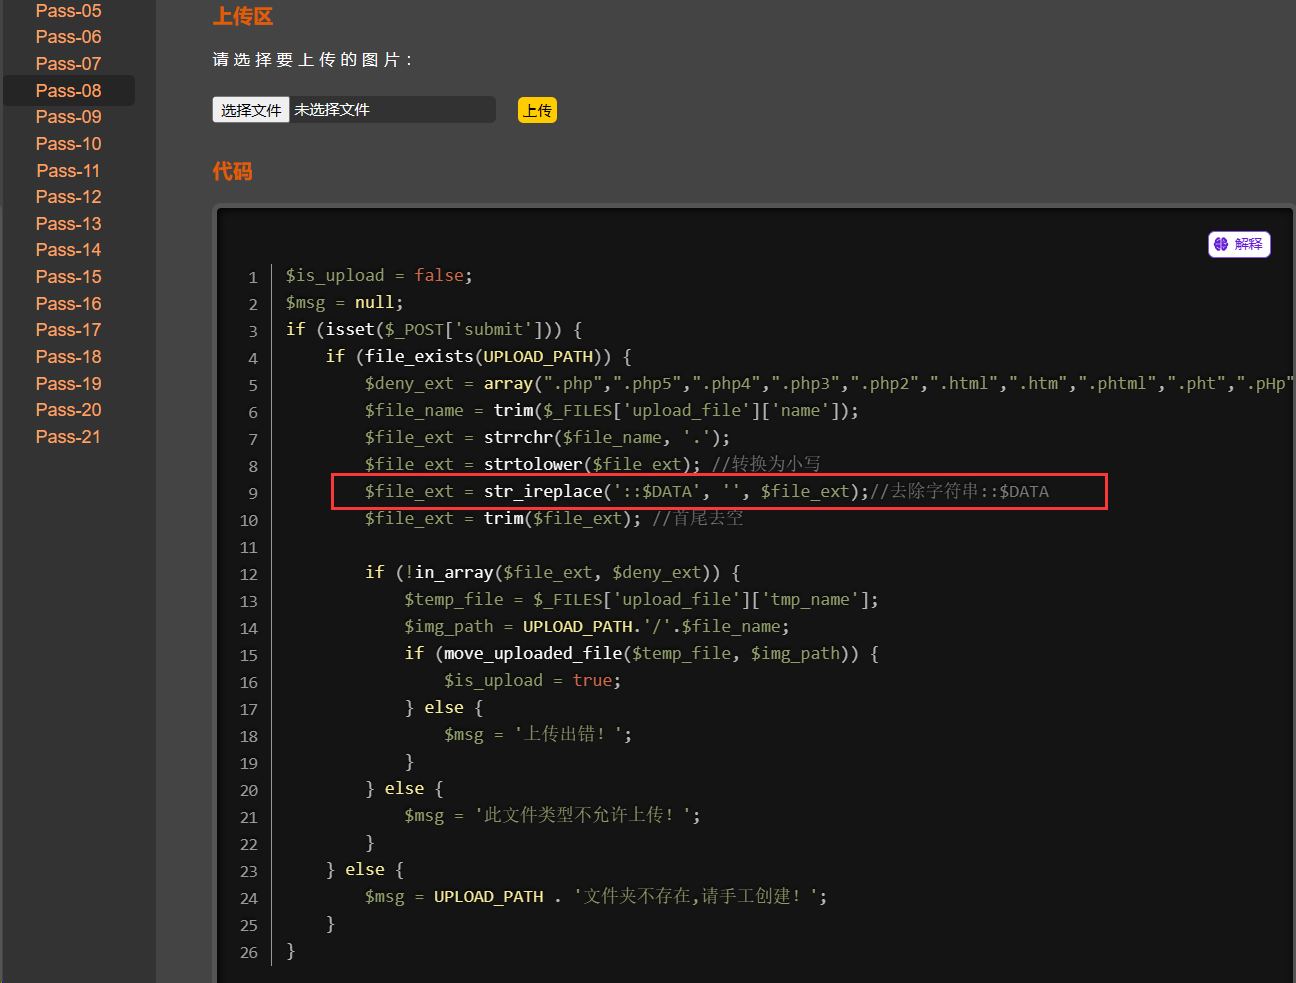 Pass-05
Pass-06
Pass-07
Pass-08
Pass-09
Pass-10
Pass-11
Pass-12
Pass-13
Pass-14
Pass-15
Pass-16
Pass-17
Pass-18
Pass-19
Pass-20
Pass-21
上传区
请选择要上传的图片：
选择文件 未选择文件 上传
代码
解释
1 $is_upload = false;
2 $msg = null;
3 if (isset($_POST['submit'])) {
4 if (file_exists(UPLOAD_PATH)) {
5 $deny_ext = array(".php",".php5",".php4",".php3",".php2",".html",".htm",".phtml",".pht",".pHp"
6 $file_name = trim($_FILES['upload_file']['name']);
7 $file_ext = strrchr($file_name, '.');
8 $file_ext = strtolower($file_ext); //转换为小写
9 $file_ext = str_ireplace('::$DATA', '', $file_ext);//去除字符串::$DATA
10 $file_ext = trim($file_ext); //首尾去空
11
12 if (!in_array($file_ext, $deny_ext)) {
13 $temp_file = $_FILES['upload_file']['tmp_name'];
14 $img_path = UPLOAD_PATH.'/'.$file_name;
15 if (move_uploaded_file($temp_file, $img_path)) {
16 $is_upload = true;
17 } else {
18 $msg = '上传出错！';
19 }
20 } else {
21 $msg = '此文件类型不允许上传！';
22 }
23 } else {
24 $msg = UPLOAD_PATH . '文件夹不存在,请手工创建！';
25 }
26 }